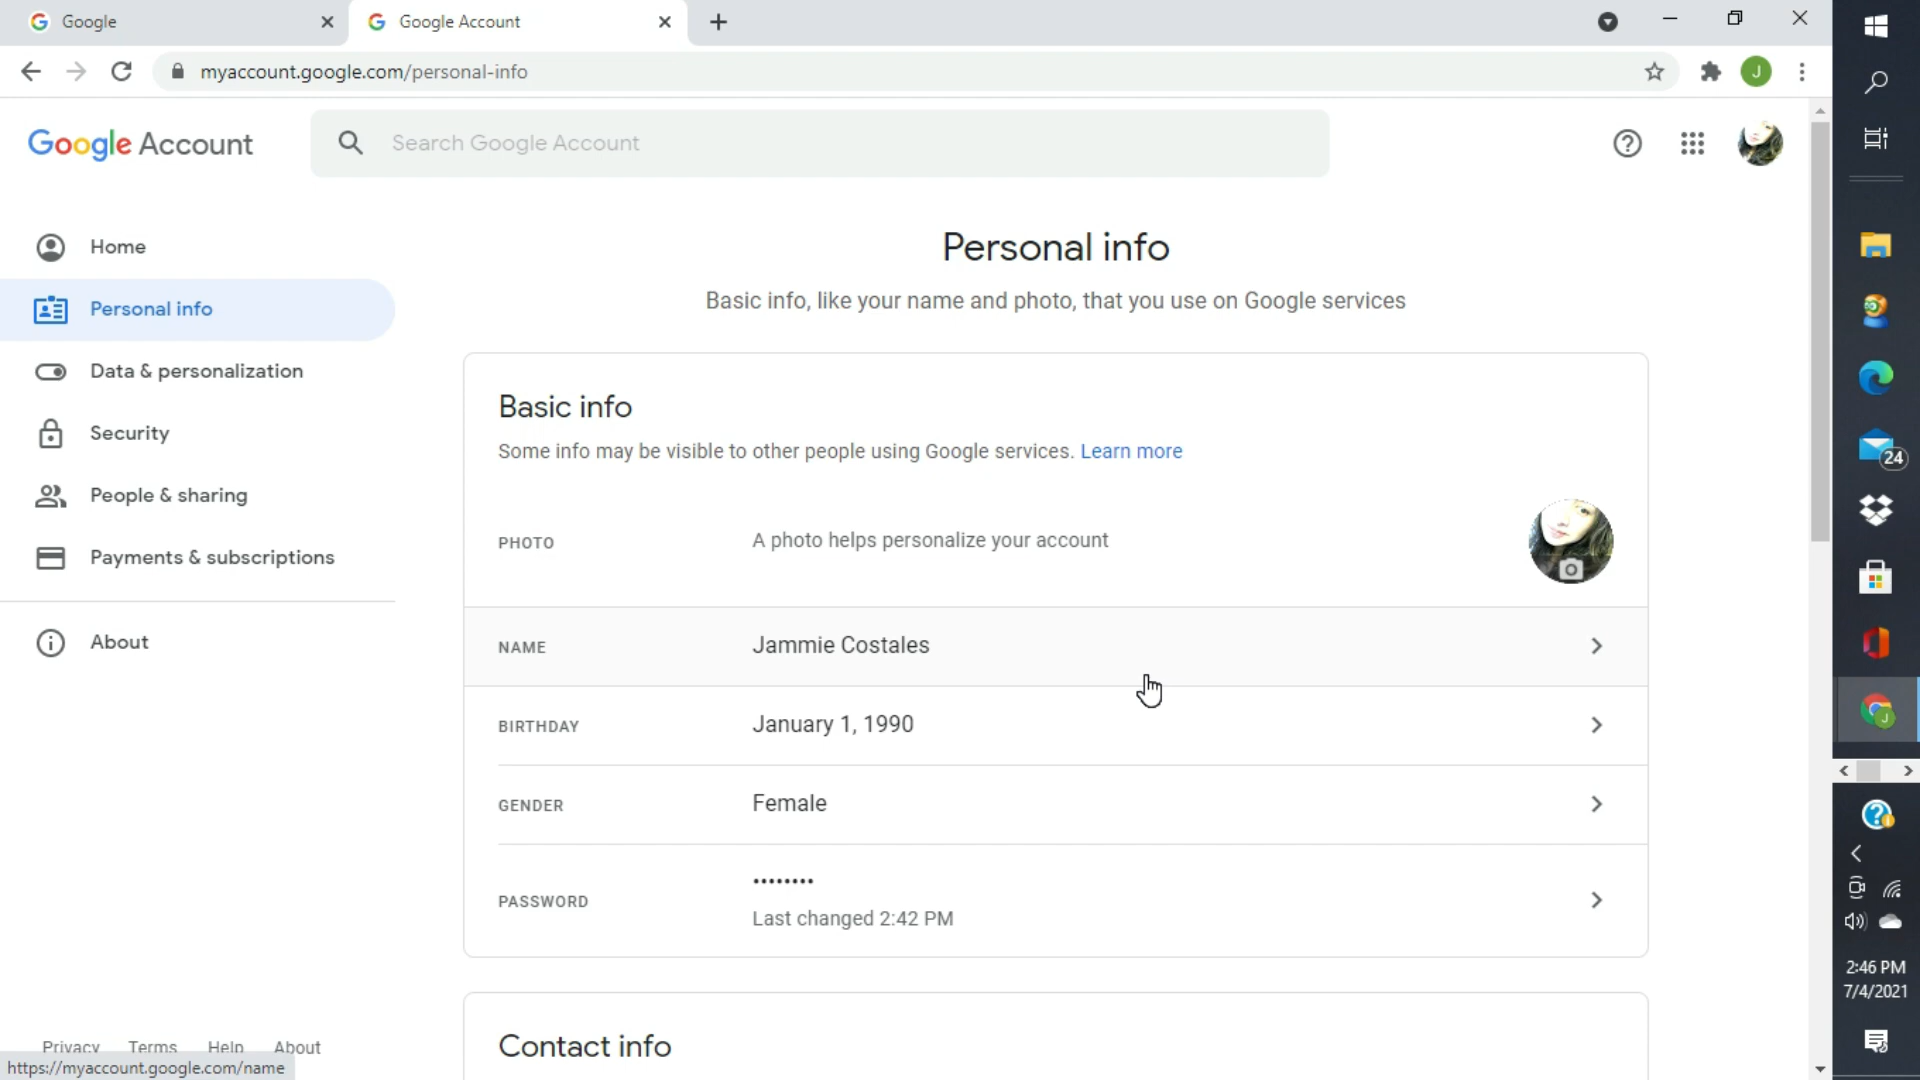 Google
Google Account
myaccount.google.com/personal-info
J
Google Account
Search Google Account
Home
Personal info
Data & personalization
Security
People & sharing
Payments & subscriptions
About
Privacy Terms Help About
https://myaccount.google.com/name
Personal info
Basic info, like your name and photo, that you use on Google services
Basic info
Some info may be visible to other people using Google services. Learn more
PHOTO A photo helps personalize your account
NAME Jammie Costales
BIRTHDAY January 1, 1990
GENDER Female
PASSWORD ••••••••
Last changed 2:42 PM
Contact info
24
J
2:46 PM
7/4/2021